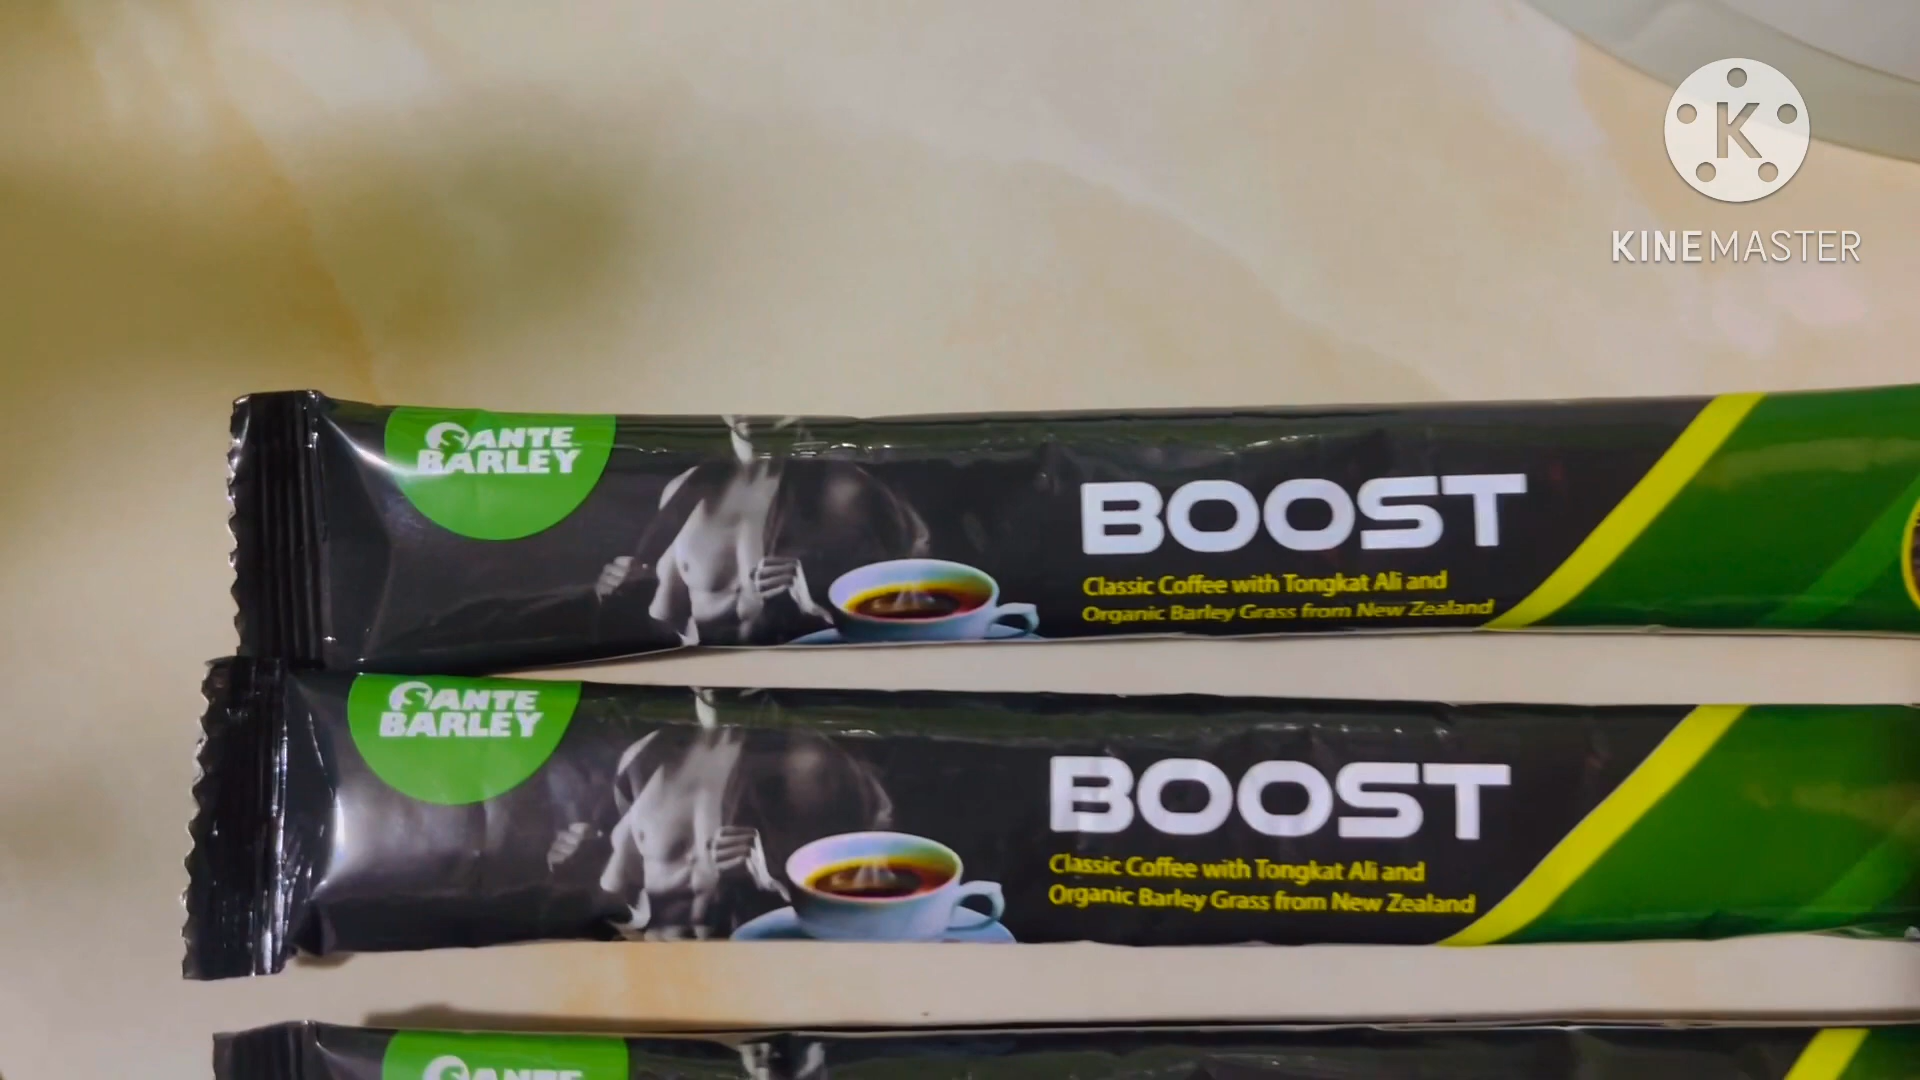 K
KINEMASTER
SANTE
BARLEY
BOOST
Classic Coffee with Tongkat Ali and
Organic Barley Grass from New Zealand
SANTE
BARLEY
BOOST
Classic Coffee with Tongkat Ali and
Organic Barley Grass from New Zealand
SANTE